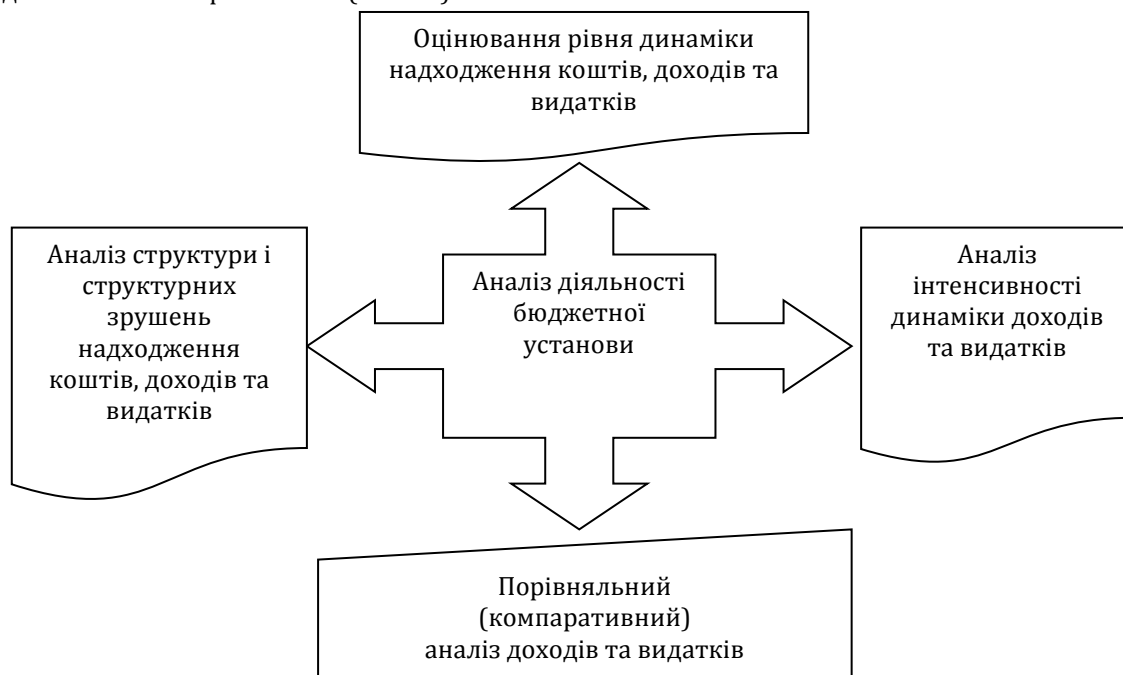 Оцінювання рівня динаміки
надходження коштів, доходів та
видатків
Аналіз структури і
структурних
зрушень
надходження
коштів, доходів та
видатків
Аналіз діяльності
бюджетної
установи
Аналіз
інтенсивності
динаміки доходів
та видатків
Порівняльний
(компаративний)
аналіз доходів та видатків